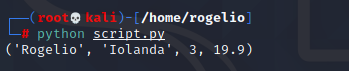 ┌──(root💀kali)-[/home/rogelio]
└─# python script.py
('Rogelio', 'Iolanda', 3, 19.9)